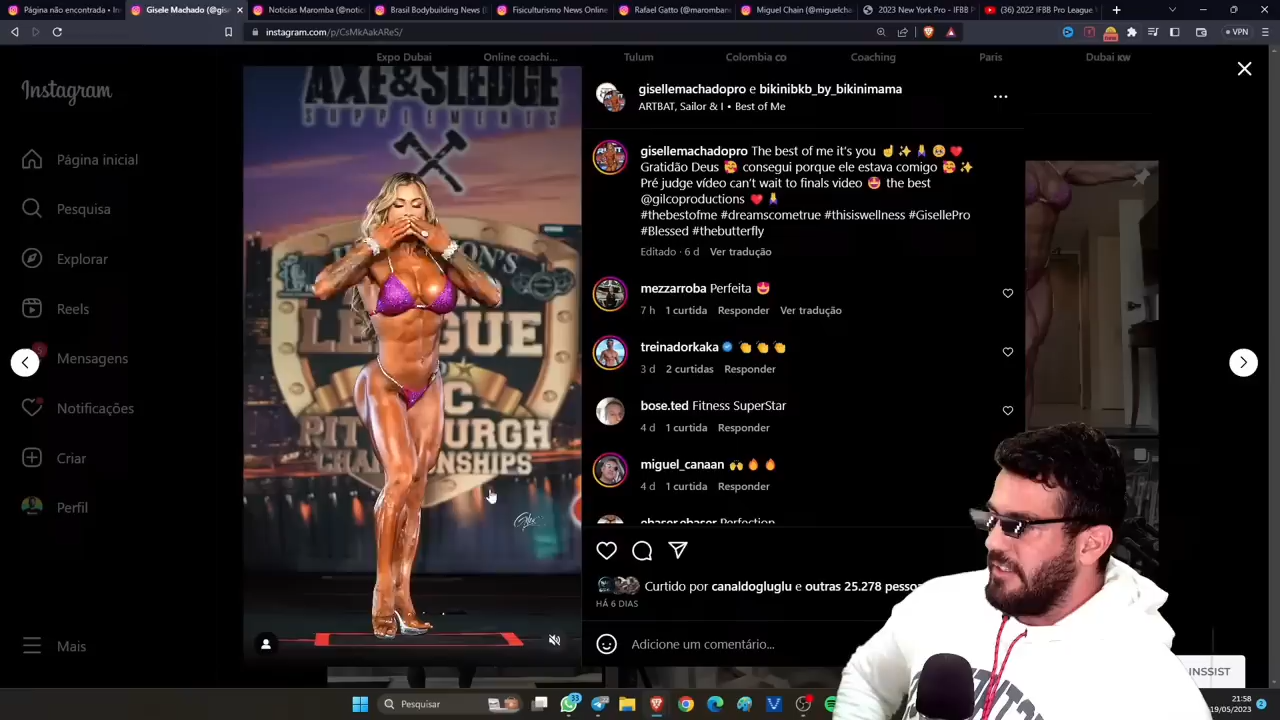 Página não encontrada • In
Gisele Machado (@gise
Noticias Maromba (@notic
Brasil Bodybuilding News (
Fisiculturismo News Online
Rafael Gatto (@maromban
Miguel Chain (@miguelcha
2023 New York Pro - IFBB P
(36) 2022 IFBB Pro League
instagram.com/p/CsMkAakAReS/
VPN
Expo Dubai
Online coachi...
Tulum
Colombia co
Coaching
Paris
Dubai ĸw
Instagram
Página inicial
Pesquisa
Explorar
Reels
Mensagens
Notificações
Criar
Perfil
Mais
AXE & SLEDGE
SUPPLEMENTS
LEAGUE
PITTSBURGH
CHAMPIONSHIPS
gisellemachadopro e bikinibkb_by_bikinimama
ARTBAT, Sailor & I • Best of Me
gisellemachadopro The best of me it's you ☝️✨🧜‍♀️🥹❤️
Gratidão Deus 🥰 consegui porque ele estava comigo 🥰✨
Pré judge vídeo can't wait to finals video 🤩 the best
@gilcoproductions ❤️🧜‍♀️
#thebestofme #dreamscometrue #thisiswellness #GisellePro
#Blessed #thebutterfly
Editado · 6 d Ver tradução
mezzarroba Perfeita 🤩
7 h 1 curtida Responder Ver tradução
treinadorkaka 👏👏👏
3 d 2 curtidas Responder
bose.ted Fitness SuperStar
4 d 1 curtida Responder
miguel_canaan 🙌🔥🔥
4 d 1 curtida Responder
Curtido por canaldogluglu e outras 25.278 pesso
HÁ 6 DIAS
Adicione um comentário...
INSSIST
Pesquisar
33
21:58
19/05/2023